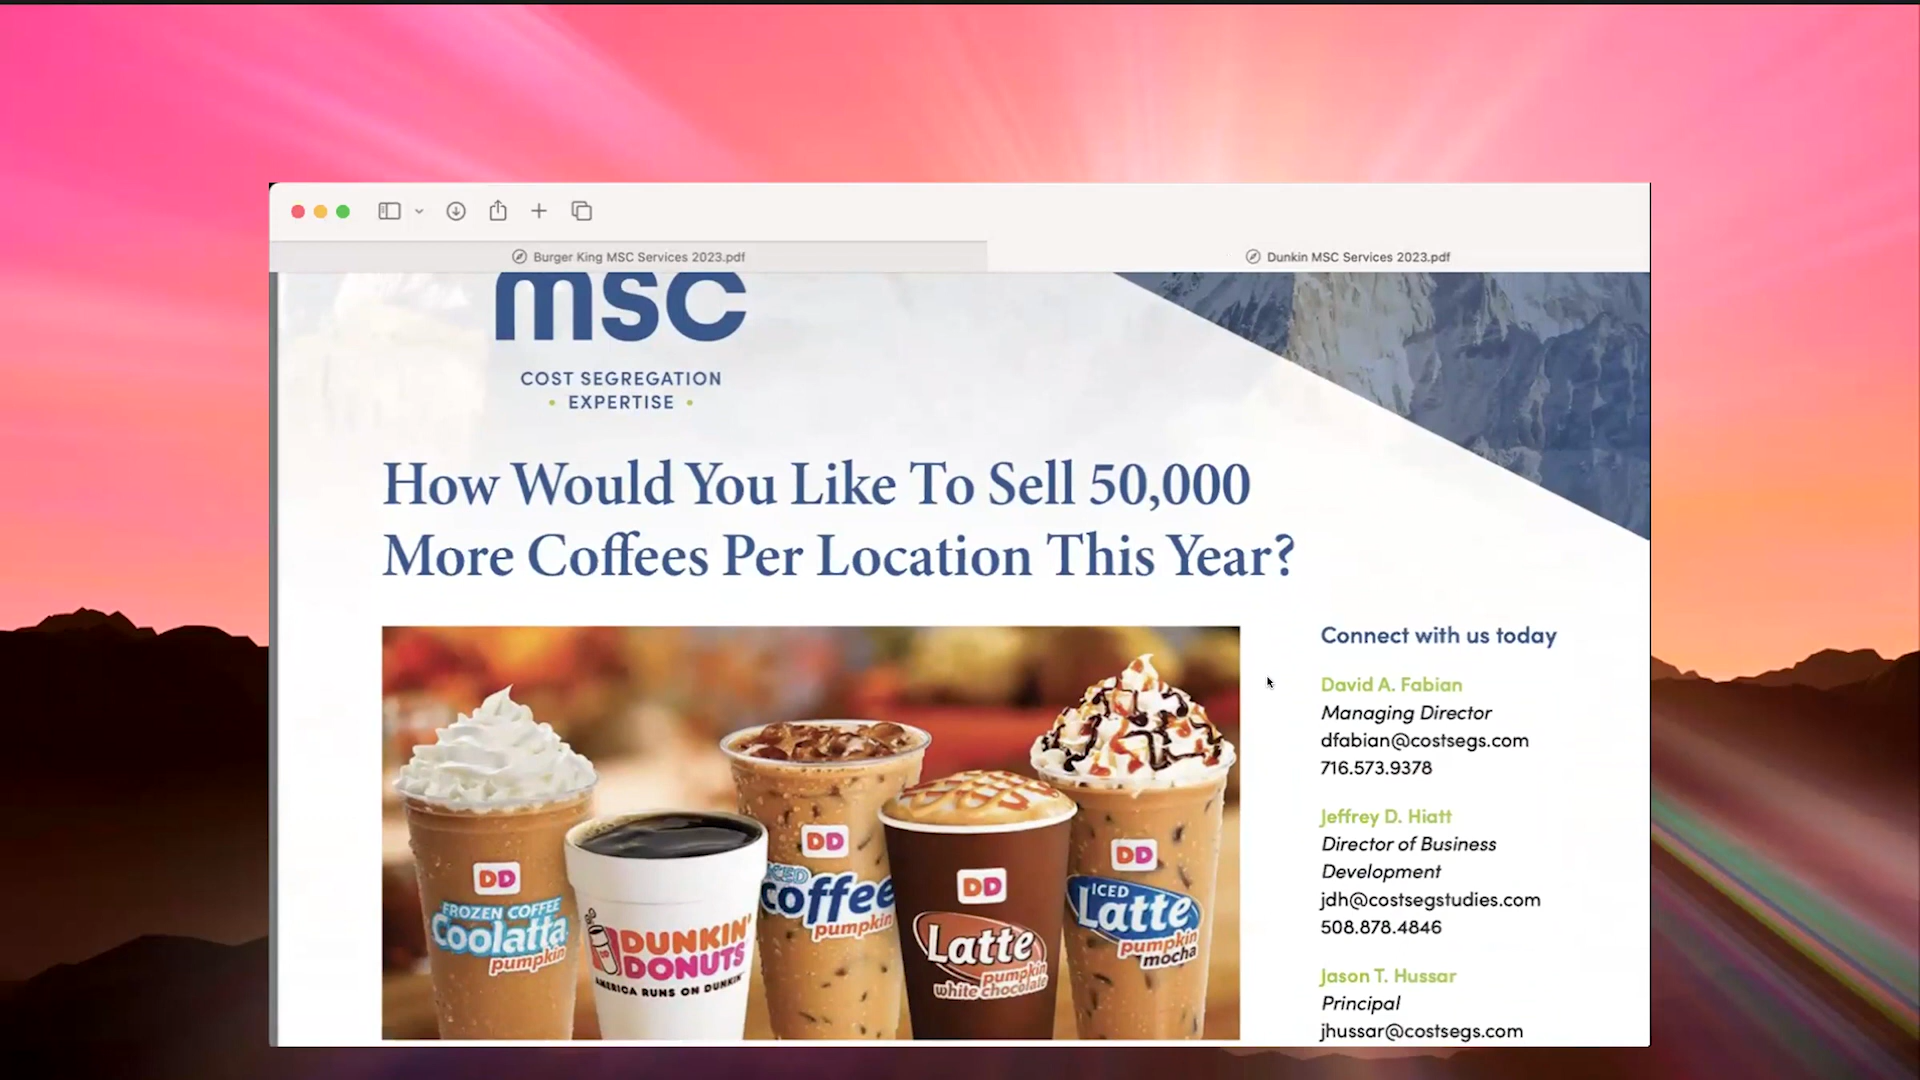 Burger King MSC Services 2023.pdf
Dunkin MSC Services 2023.pdf
msc
COST SEGREGATION
• EXPERTISE •
How Would You Like To Sell 50,000
More Coffees Per Location This Year?
Connect with us today
David A. Fabian
Managing Director
dfabian@costsegs.com
716.573.9378
Jeffrey D. Hiatt
Director of Business
Development
jdh@costsegstudies.com
508.878.4846
Jason T. Hussar
Principal
jhussar@costsegs.com
DD
FROZEN COFFEE
Coolatta
pumpkin
DUNKIN'
DONUTS
AMERICA RUNS ON DUNKIN'
DD
ICED
coffee
pumpkin
DD
Latte
pumpkin
white chocolate
DD
ICED
Latte
pumpkin
mocha